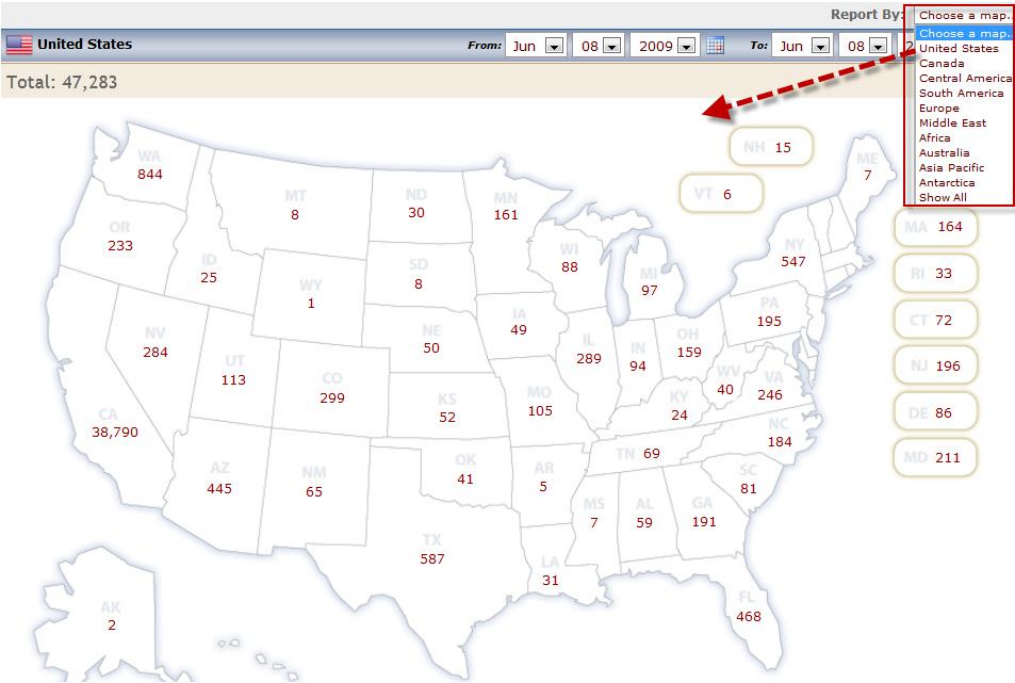 Report By: Choose a map..
United States From: Jun 08 2009 To: Jun 08 2
Choose a map..
United States
Canada
Central America
South America
Europe
Middle East
Africa
Australia
Asia Pacific
Antarctica
Show All
Total: 47,283
NH 15
WA
844
ME
7
VT 6
MT
8
ND
30
MN
161
OR
233
MA 164
NY
547
WI
88
ID
25
SD
8
MI
97
RI 33
WY
1
PA
195
IA
49
CT 72
NV
284
NE
50
IL
289
IN
94
OH
159
UT
113
NJ 196
CO
299
WV
40
VA
246
MO
105
KS
52
KY
24
DE 86
CA
38,790
NC
184
TN 69
MD 211
AZ
445
NM
65
OK
41
AR
5
SC
81
MS
7
AL
59
GA
191
TX
587
LA
31
FL
468
AK
2